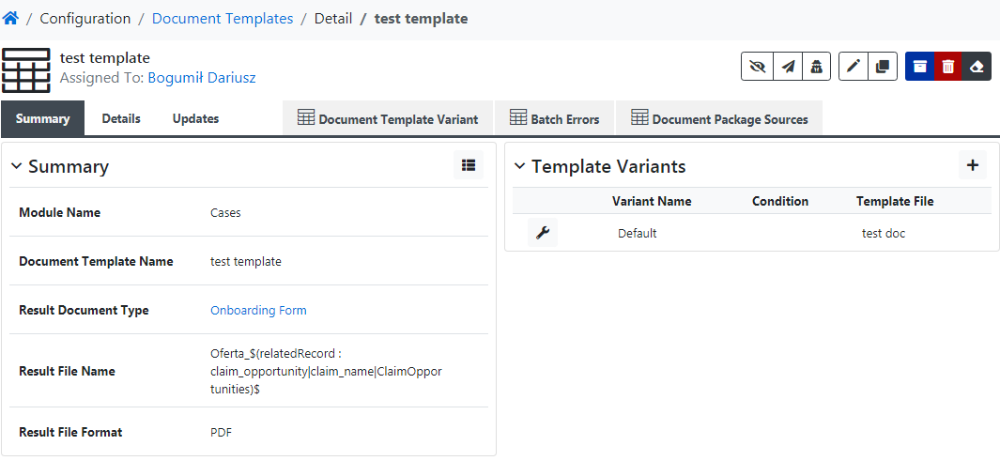 / Configuration / Document Templates / Detail / test template
test template
Assigned To: Bogumił Dariusz
Summary Details Updates Document Template Variant Batch Errors Document Package Sources
Summary
Module Name Cases
Document Template Name test template
Result Document Type Onboarding Form
Result File Name Oferta_$(relatedRecord :
claim_opportunity|claim_name|ClaimOppor
tunities)$
Result File Format PDF
Template Variants
Variant Name Condition Template File
Default test doc